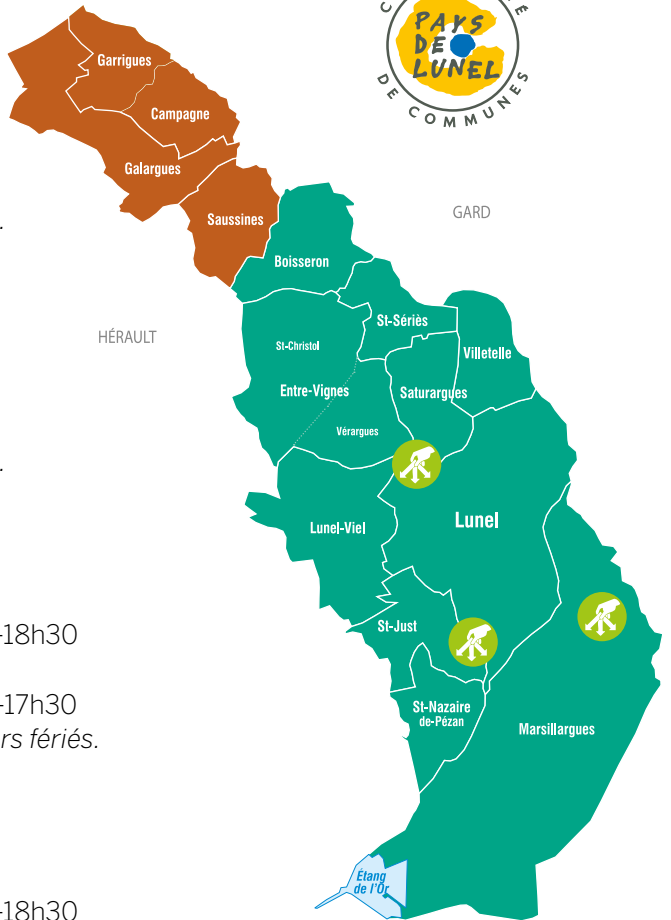 PAYS
DE
LUNEL
DE COMMUNES
Garrigues
Campagne
Galargues
Saussines
GARD
Boisseron
HÉRAULT
St-Sériès
St-Christol
Villetelle
Entre-Vignes
Saturargues
Vérargues
Lunel-Viel
Lunel
St-Just
-18h30
-17h30
rs fériés.
St-Nazaire
de-Pézan
Marsillargues
Étang
de l'Or
-18h30